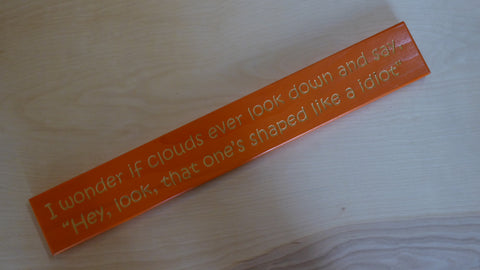 I wonder if clouds ever look down and say,
“Hey, look, that one's shaped like a idiot”